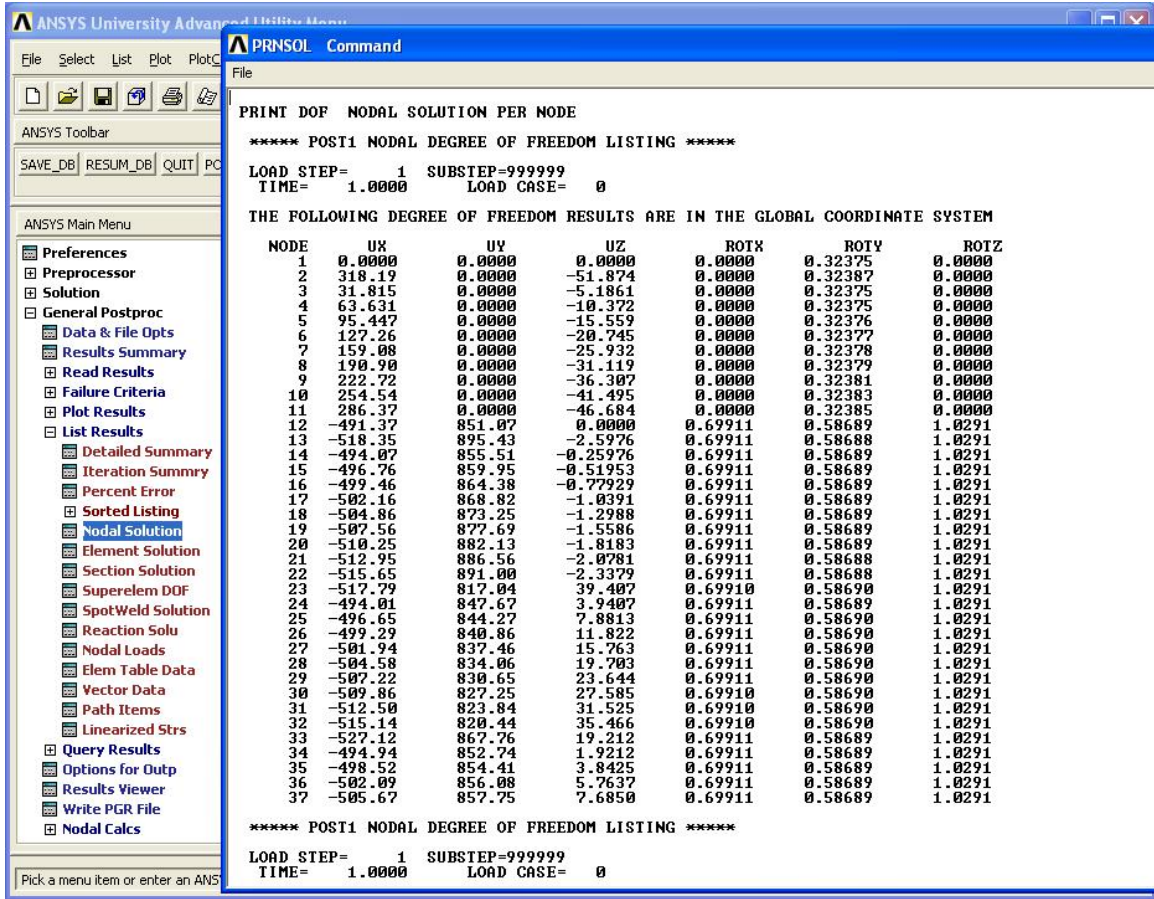 ANSYS University Advanced Utility Menu
File Select List Plot PlotC
ANSYS Toolbar
SAVE_DB RESUM_DB QUIT PO
ANSYS Main Menu
Preferences
Preprocessor
Solution
General Postproc
Data & File Opts
Results Summary
Read Results
Failure Criteria
Plot Results
List Results
Detailed Summary
Iteration Summry
Percent Error
Sorted Listing
Nodal Solution
Element Solution
Section Solution
Superelem DOF
SpotWeld Solution
Reaction Solu
Nodal Loads
Elem Table Data
Vector Data
Path Items
Linearized Strs
Query Results
Options for Outp
Results Viewer
Write PGR File
Nodal Calcs
Pick a menu item or enter an ANS
PRNSOL Command
File
PRINT DOF NODAL SOLUTION PER NODE
***** POST1 NODAL DEGREE OF FREEDOM LISTING *****
LOAD STEP= 1 SUBSTEP=999999
TIME= 1.0000 LOAD CASE= 0
THE FOLLOWING DEGREE OF FREEDOM RESULTS ARE IN THE GLOBAL COORDINATE SYSTEM
NODE UX UY UZ ROTX ROTY ROTZ
1 0.0000 0.0000 0.0000 0.0000 0.32375 0.0000
2 318.19 0.0000 -51.874 0.0000 0.32387 0.0000
3 31.815 0.0000 -5.1861 0.0000 0.32375 0.0000
4 63.631 0.0000 -10.372 0.0000 0.32375 0.0000
5 95.447 0.0000 -15.559 0.0000 0.32376 0.0000
6 127.26 0.0000 -20.745 0.0000 0.32377 0.0000
7 159.08 0.0000 -25.932 0.0000 0.32378 0.0000
8 190.90 0.0000 -31.119 0.0000 0.32379 0.0000
9 222.72 0.0000 -36.307 0.0000 0.32381 0.0000
10 254.54 0.0000 -41.495 0.0000 0.32383 0.0000
11 286.37 0.0000 -46.684 0.0000 0.32385 0.0000
12 -491.37 851.07 0.0000 0.69911 0.58689 1.0291
13 -518.35 895.43 -2.5976 0.69911 0.58688 1.0291
14 -494.07 855.51 -0.25976 0.69911 0.58689 1.0291
15 -496.76 859.95 -0.51953 0.69911 0.58689 1.0291
16 -499.46 864.38 -0.77929 0.69911 0.58689 1.0291
17 -502.16 868.82 -1.0391 0.69911 0.58689 1.0291
18 -504.86 873.25 -1.2988 0.69911 0.58689 1.0291
19 -507.56 877.69 -1.5586 0.69911 0.58689 1.0291
20 -510.25 882.13 -1.8183 0.69911 0.58689 1.0291
21 -512.95 886.56 -2.0781 0.69911 0.58688 1.0291
22 -515.65 891.00 -2.3379 0.69911 0.58688 1.0291
23 -517.79 817.04 39.407 0.69910 0.58690 1.0291
24 -494.01 847.67 3.9407 0.69911 0.58689 1.0291
25 -496.65 844.27 7.8813 0.69911 0.58690 1.0291
26 -499.29 840.86 11.822 0.69911 0.58690 1.0291
27 -501.94 837.46 15.763 0.69911 0.58690 1.0291
28 -504.58 834.06 19.703 0.69911 0.58690 1.0291
29 -507.22 830.65 23.644 0.69911 0.58690 1.0291
30 -509.86 827.25 27.585 0.69910 0.58690 1.0291
31 -512.50 823.84 31.525 0.69910 0.58690 1.0291
32 -515.14 820.44 35.466 0.69910 0.58690 1.0291
33 -527.12 867.76 19.212 0.69911 0.58689 1.0291
34 -494.94 852.74 1.9212 0.69911 0.58689 1.0291
35 -498.52 854.41 3.8425 0.69911 0.58689 1.0291
36 -502.09 856.08 5.7637 0.69911 0.58689 1.0291
37 -505.67 857.75 7.6850 0.69911 0.58689 1.0291
***** POST1 NODAL DEGREE OF FREEDOM LISTING *****
LOAD STEP= 1 SUBSTEP=999999
TIME= 1.0000 LOAD CASE= 0